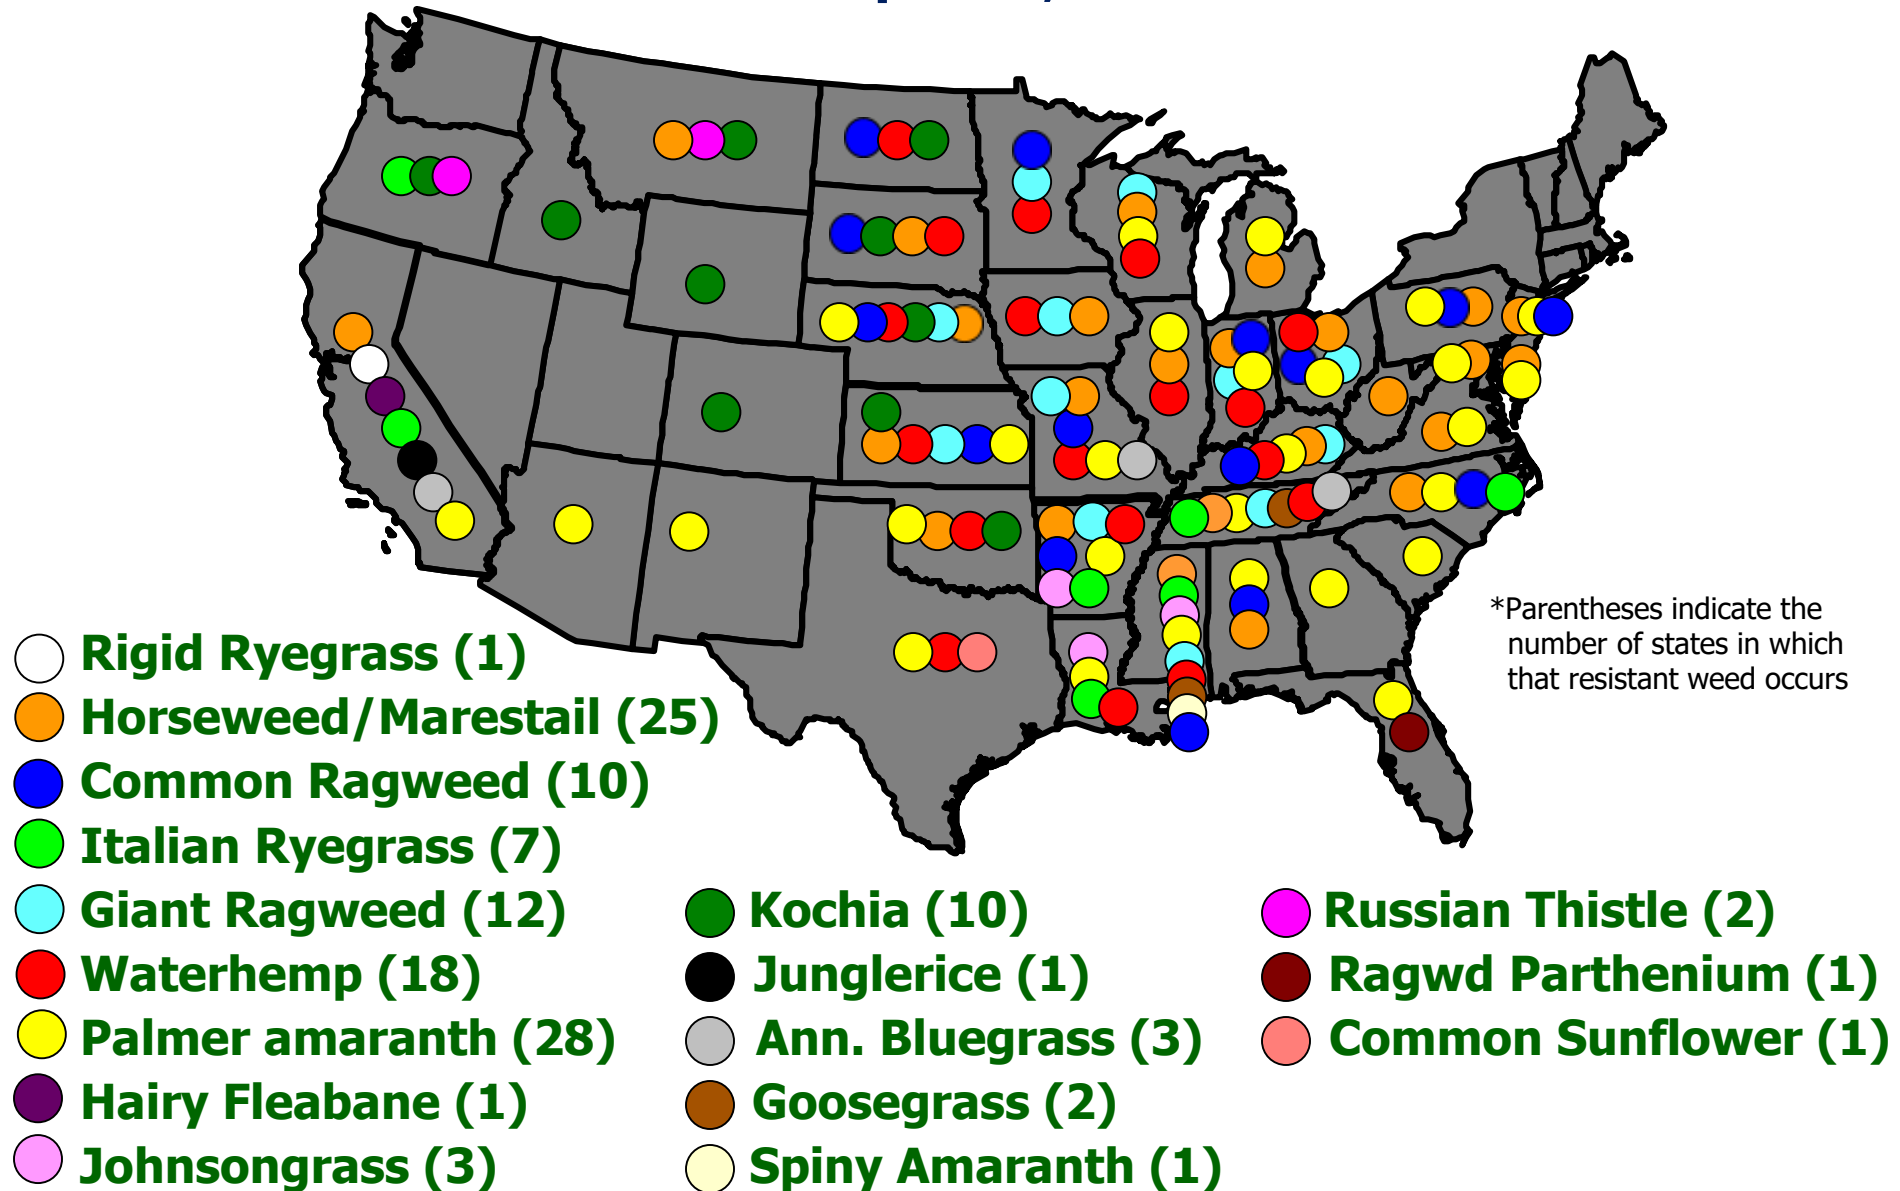 *Parentheses indicate the
number of states in which
that resistant weed occurs
Rigid Ryegrass (1)
Horseweed/Marestail (25)
Common Ragweed (10)
Italian Ryegrass (7)
Giant Ragweed (12)
Waterhemp (18)
Palmer amaranth (28)
Hairy Fleabane (1)
Johnsongrass (3)
Kochia (10)
Junglerice (1)
Ann. Bluegrass (3)
Goosegrass (2)
Spiny Amaranth (1)
Russian Thistle (2)
Ragwd Parthenium (1)
Common Sunflower (1)